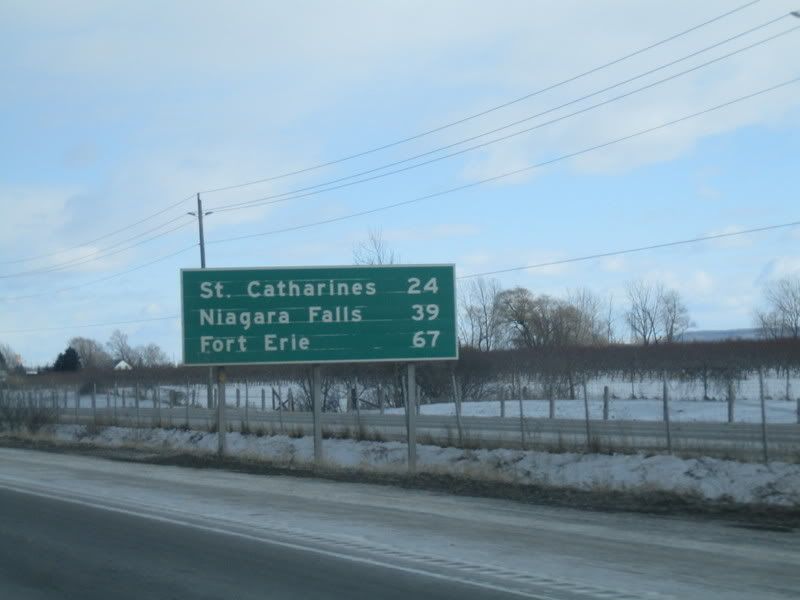 St. Catharines 24
Niagara Falls 39
Fort Erie 67